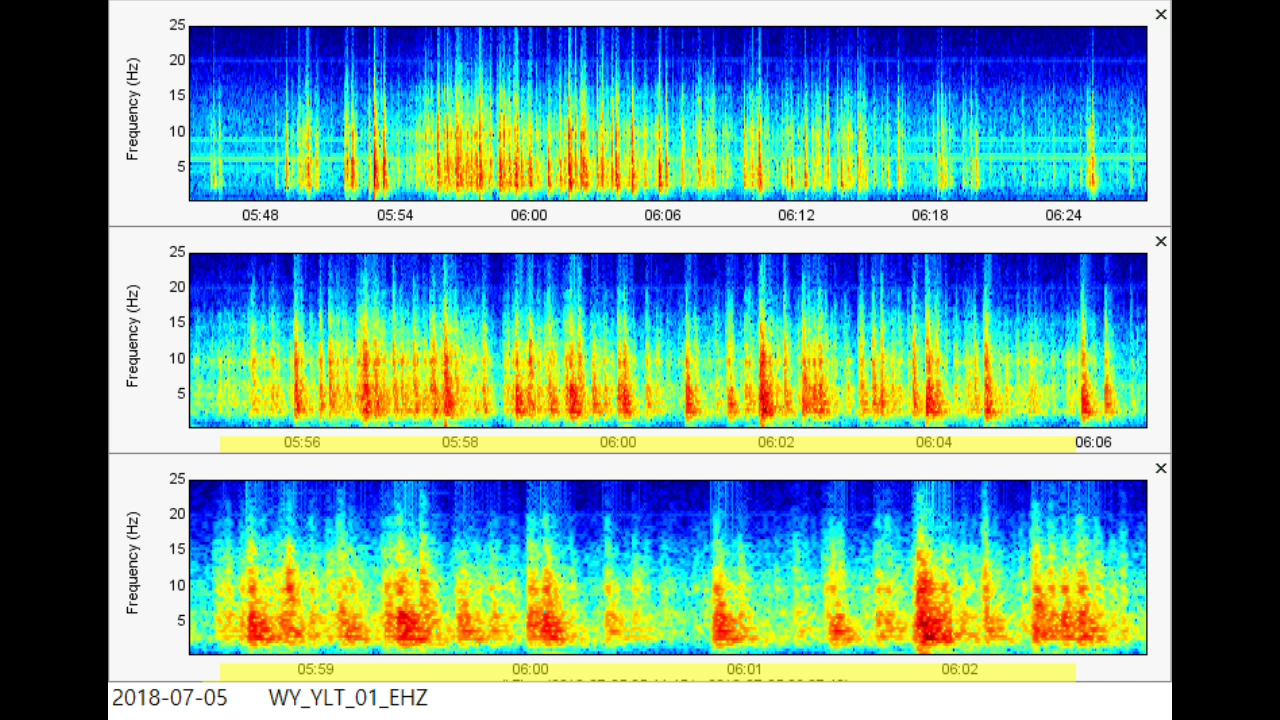 ×
Frequency (Hz)
25
20
15
10
5
05:48 05:54 06:00 06:06 06:12 06:18 06:24
×
Frequency (Hz)
25
20
15
10
5
05:56 05:58 06:00 06:02 06:04 06:06
×
Frequency (Hz)
25
20
15
10
5
05:59 06:00 06:01 06:02
2018-07-05 WY_YLT_01_EHZ